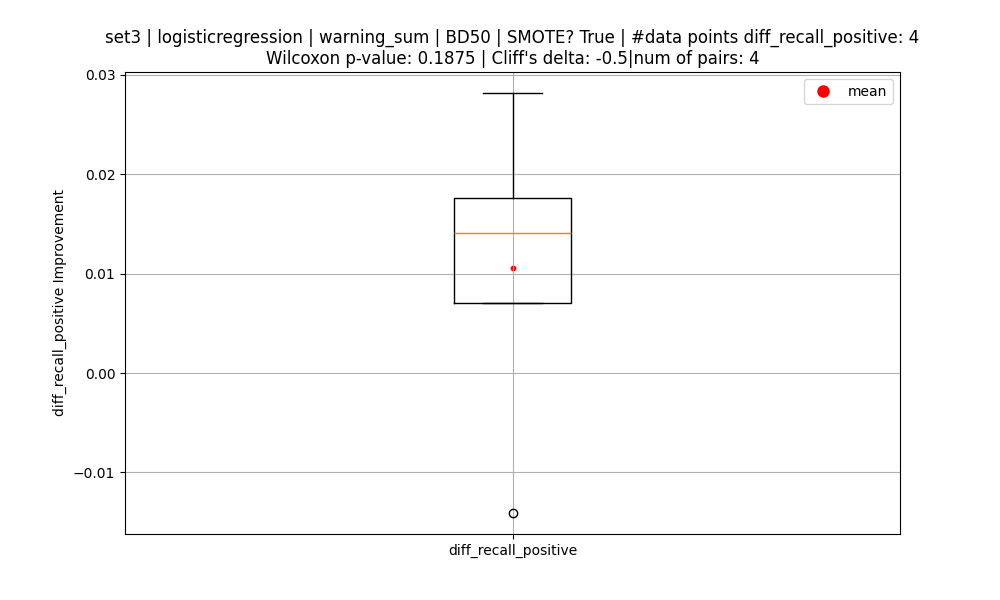 set3 | logisticregression | warning_sum | BD50 | SMOTE? True | #data points diff_recall_positive: 4
Wilcoxon p-value: 0.1875 | Cliff's delta: -0.5|num of pairs: 4
mean
0.03
0.02
0.01
0.00
−0.01
diff_recall_positive Improvement
diff_recall_positive